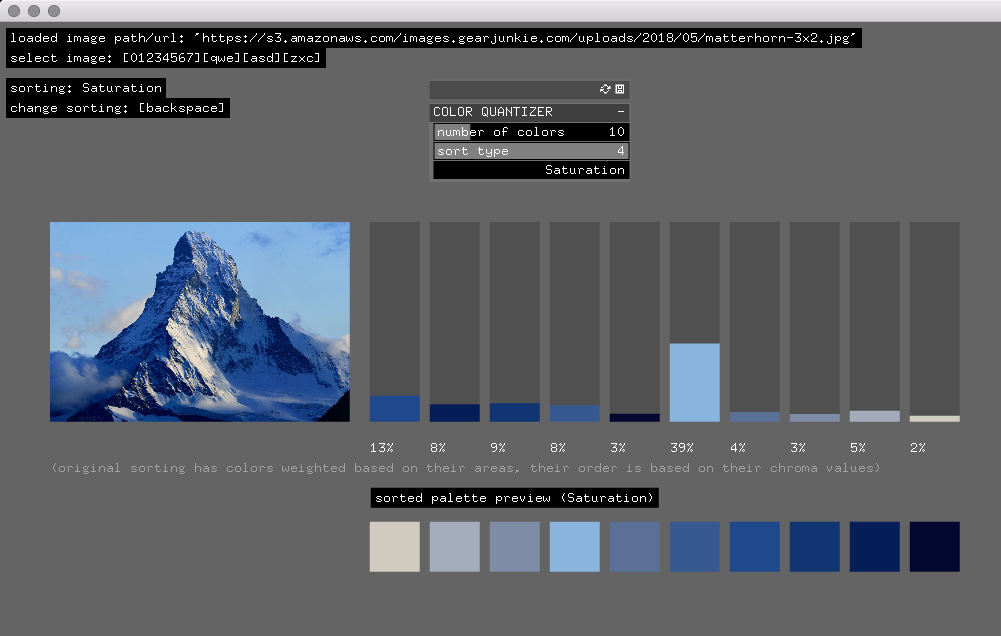 loaded image path/url: "https://s3.amazonaws.com/images.gearjunkie.com/uploads/2018/05/matterhorn-3x2.jpg"
select image: [01234567][qwe][asd][zxc]
sorting: Saturation
change sorting: [backspace]
COLOR QUANTIZER -
number of colors 10
sort type 4
Saturation
13% 8% 9% 8% 3% 39% 4% 3% 5% 2%
(original sorting has colors weighted based on their areas, their order is based on their chroma values)
sorted palette preview (Saturation)